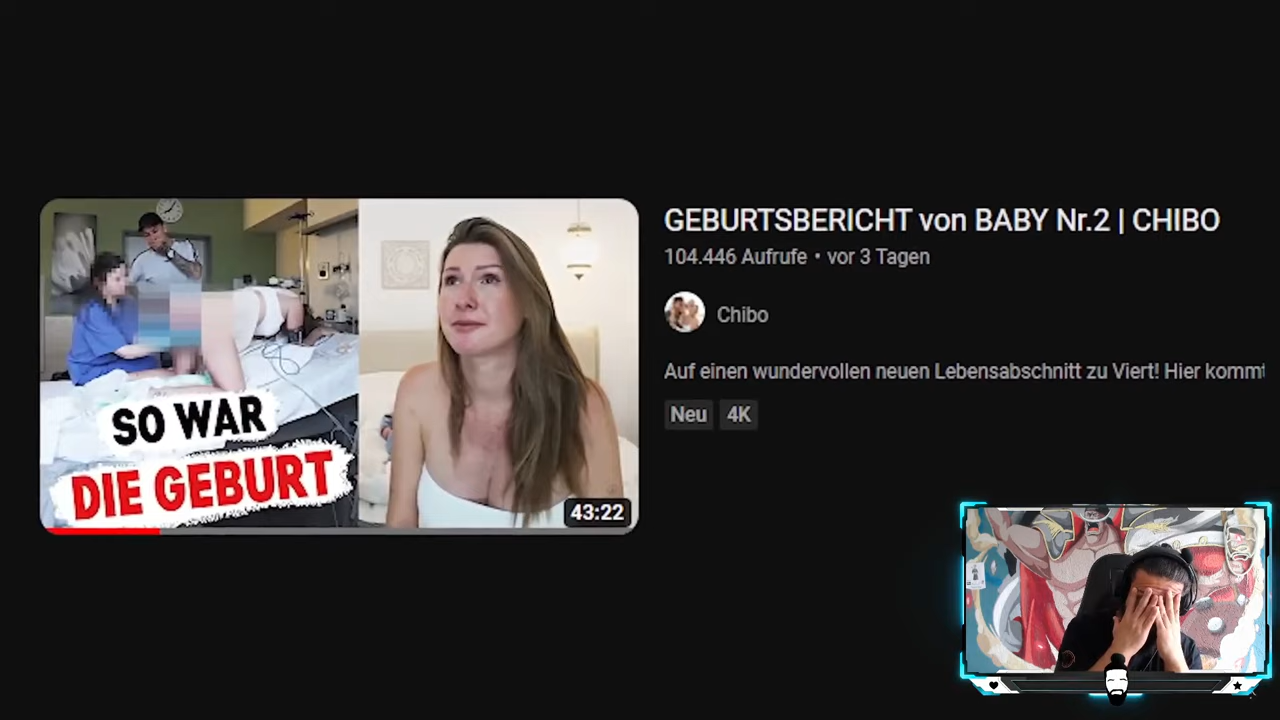 SO WAR
DIE GEBURT
43:22
GEBURTSBERICHT von BABY Nr.2 | CHIBO
104.446 Aufrufe • vor 3 Tagen
Chibo
Auf einen wundervollen neuen Lebensabschnitt zu Viert! Hier kommt
Neu 4K